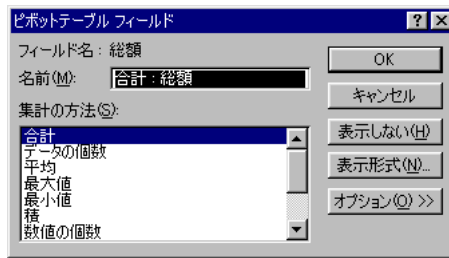 ピボットテーブル フィールド
フィールド名 : 総額
OK
名前(M):
合計 : 総額
キャンセル
集計の方法(S):
合計
データの個数
平均
最大値
最小値
積
数値の個数
表示しない(H)
表示形式(N)...
オプション(O) >>